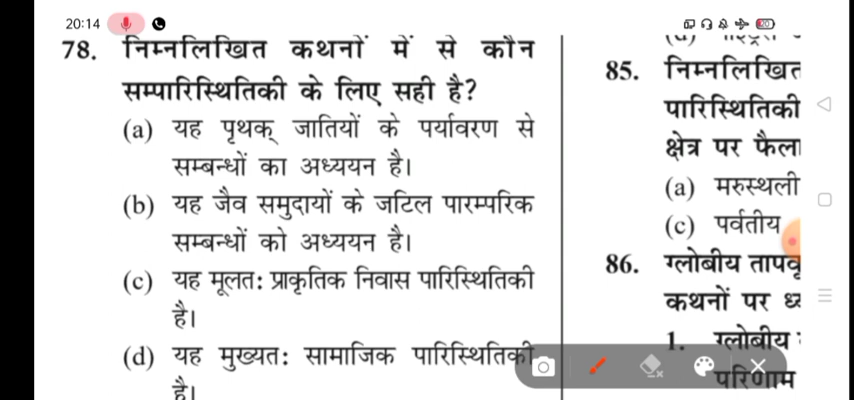 20:14
20
78. निम्नलिखित कथनों में से कौन
सम्पारिस्थितिकी के लिए सही है?
(a) यह पृथक् जातियों के पर्यावरण से
सम्बन्धों का अध्ययन है।
(b) यह जैव समुदायों के जटिल पारम्परिक
सम्बन्धों को अध्ययन है।
(c) यह मूलतः प्राकृतिक निवास पारिस्थितिकी
है।
(d) यह मुख्यतः सामाजिक पारिस्थितिकी
है।
85. निम्नलिखित
पारिस्थितिकी
क्षेत्र पर फैला
(a) मरुस्थली
(c) पर्वतीय
86. ग्लोबीय तापवृ
कथनों पर ध्य
1. ग्लोबीय
परिणाम